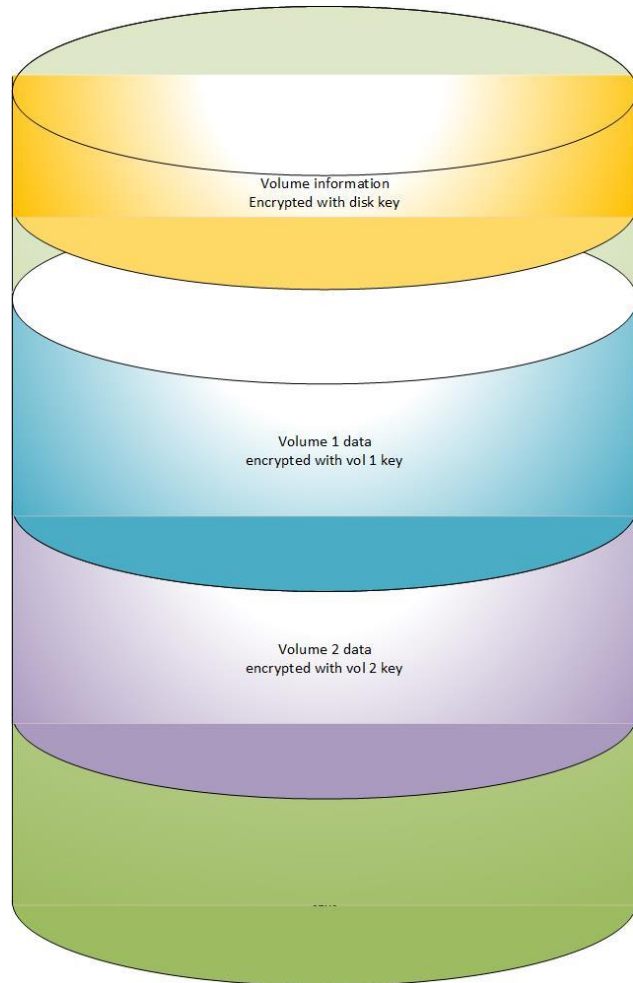 Volume information
Encrypted with disk key
Volume 1 data
encrypted with vol 1 key
Volume 2 data
encrypted with vol 2 key